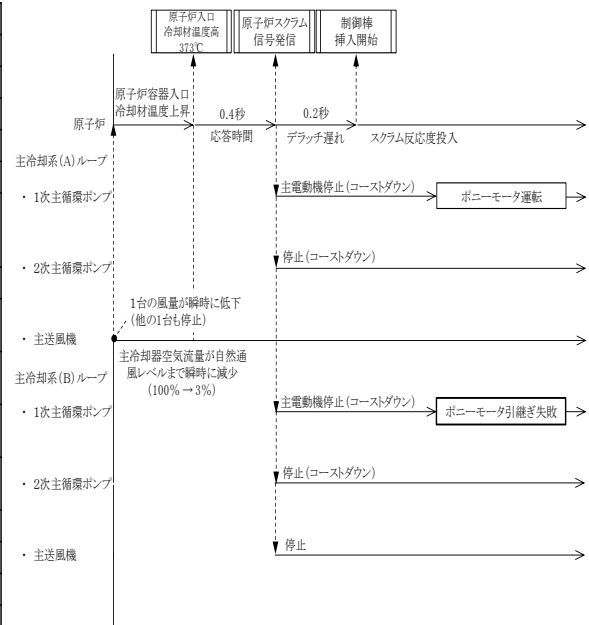 原子炉入口
冷却材温度高
373℃
原子炉スクラム
信号発信
制御棒
挿入開始
原子炉容器入口
冷却材温度上昇
0.4秒
0.2秒
原子炉
応答時間
デラッチ遅れ
スクラム反応度投入
主冷却系(A)ループ
・ 1次主循環ポンプ
主電動機停止(コーストダウン)
ポニーモータ運転
・ 2次主循環ポンプ
停止(コーストダウン)
1台の風量が瞬時に低下
(他の1台も停止)
・ 主送風機
主冷却器空気流量が自然通
風レベルまで瞬時に減少
(100%→3%)
主冷却系(B)ループ
・ 1次主循環ポンプ
主電動機停止(コーストダウン)
ポニーモータ引継ぎ失敗
・ 2次主循環ポンプ
停止(コーストダウン)
・ 主送風機
停止